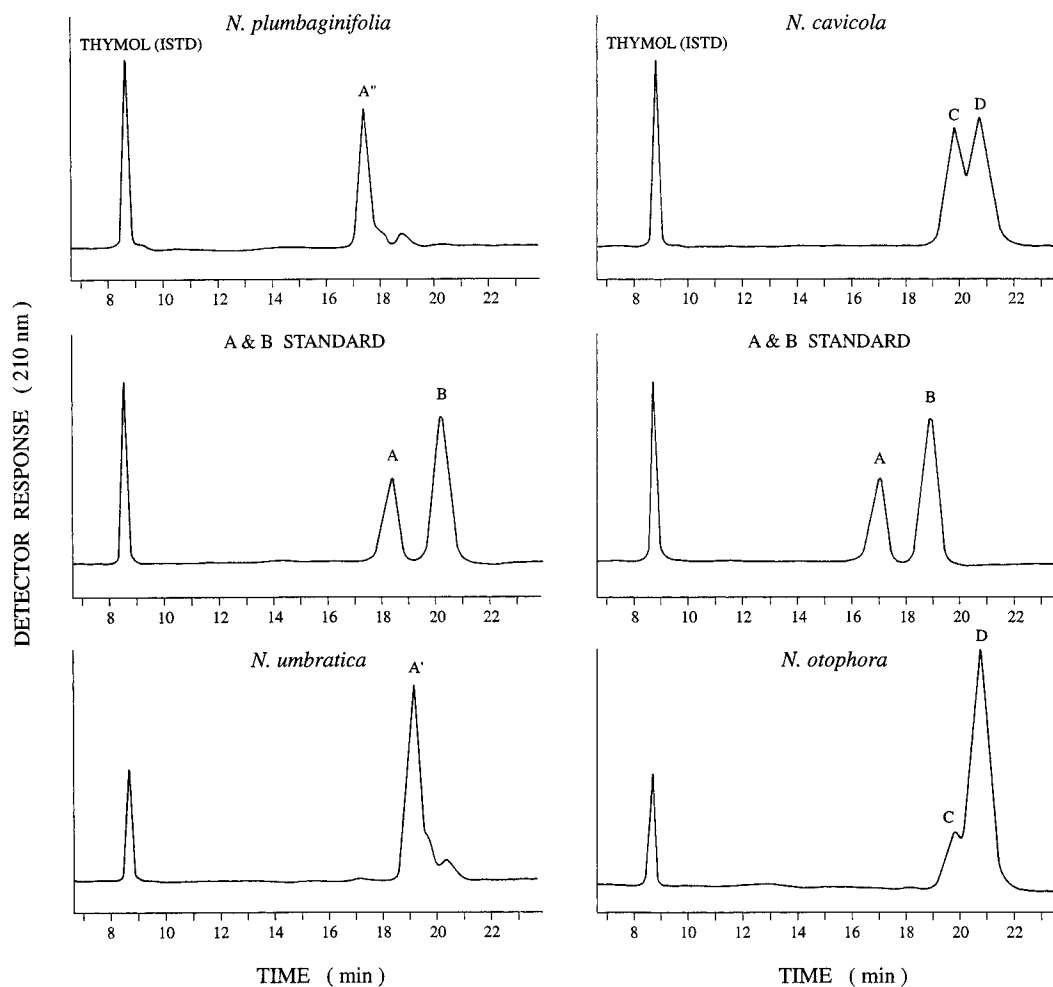 N. plumbaginifolia
THYMOL (ISTD)
A"
8 10 12 14 16 18 20 22
N. cavicola
THYMOL (ISTD)
C
D
8 10 12 14 16 18 20 22
A & B STANDARD
A
B
8 10 12 14 16 18 20 22
A & B STANDARD
A
B
8 10 12 14 16 18 20 22
N. umbratica
A'
8 10 12 14 16 18 20 22
N. otophora
C
D
8 10 12 14 16 18 20 22
DETECTOR RESPONSE ( 210 nm )
TIME ( min )
TIME ( min )